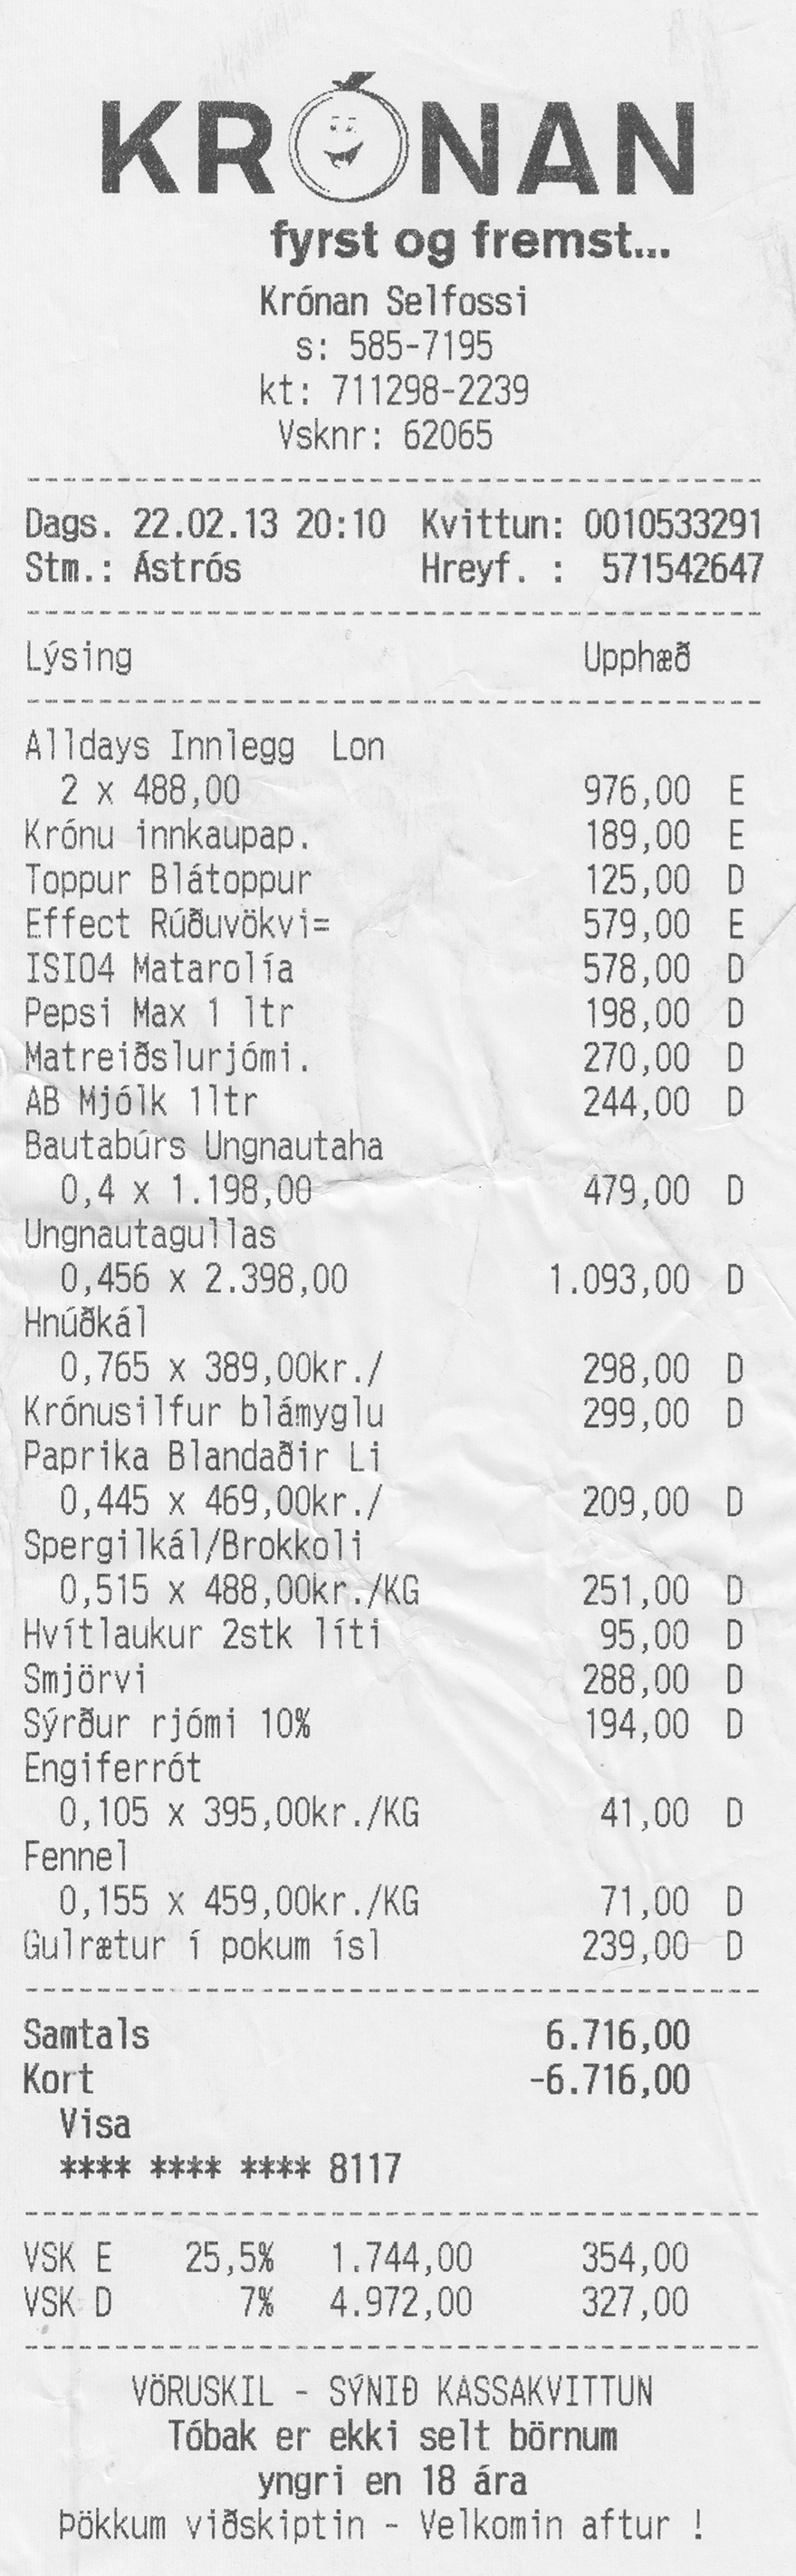 KRÓNAN
fyrst og fremst...
Krónan Selfossi
s: 585-7195
kt: 711298-2239
Vsknr: 62065
Dags. 22.02.13 20:10 Kvittun: 0010533291
Stm.: Ástrós Hreyf. : 571542647
Lýsing Upphæð
Alldays Innlegg Lon
2 x 488,00 976,00 E
Krónu innkaupap. 189,00 E
Toppur Blátoppur 125,00 D
Effect Rúðuvökvi= 579,00 E
ISIO4 Matarolía 578,00 D
Pepsi Max 1 ltr 198,00 D
Matreiðslurjómi. 270,00 D
AB Mjólk 1ltr 244,00 D
Bautabúrs Ungnautaha
0,4 x 1.198,00 479,00 D
Ungnautagullas
0,456 x 2.398,00 1.093,00 D
Hnúðkál
0,765 x 389,00kr./ 298,00 D
Krónusilfur blámyglu 299,00 D
Paprika Blandaðir Li
0,445 x 469,00kr./ 209,00 D
Spergilkál/Brokkoli
0,515 x 488,00kr./KG 251,00 D
Hvítlaukur 2stk líti 95,00 D
Smjörvi 288,00 D
Sýrður rjómi 10% 194,00 D
Engiferrót
0,105 x 395,00kr./KG 41,00 D
Fennel
0,155 x 459,00kr./KG 71,00 D
Gulrætur í pokum ísl 239,00 D
Samtals 6.716,00
Kort -6.716,00
Visa
**** **** **** 8117
VSK E 25,5% 1.744,00 354,00
VSK D 7% 4.972,00 327,00
VÖRUSKIL - SÝNIÐ KASSAKVITTUN
Tóbak er ekki selt börnum
yngri en 18 ára
Þökkum viðskiptin - Velkomin aftur !